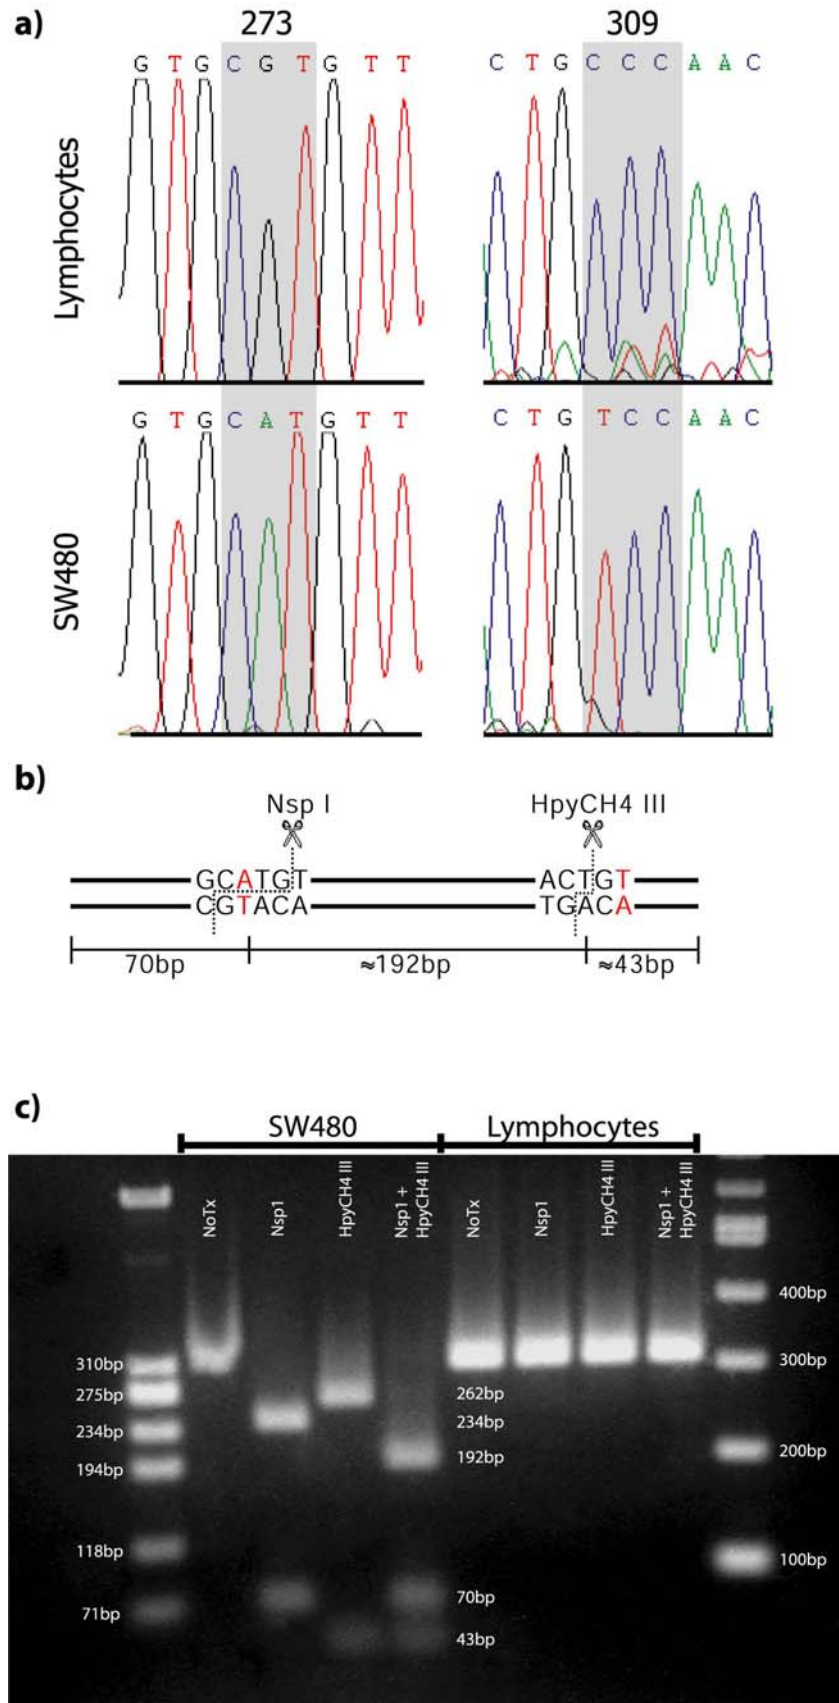 a)
273
309
Lymphocytes
G T G C G T G T T
C T G C C C A A C
SW480
G T G C A T G T T
C T G T C C A A C
b)
Nsp I
HpyCH4 III
GCATGT
ACTGT
CGTACA
TGACA
70bp
≈192bp
≈43bp
c)
SW480
Lymphocytes
NoTx
Nsp1
HpyCH4 III
Nsp1 +
HpyCH4 III
NoTx
Nsp1
HpyCH4 III
Nsp1 +
HpyCH4 III
310bp
275bp
234bp
194bp
118bp
71bp
262bp
234bp
192bp
70bp
43bp
400bp
300bp
200bp
100bp